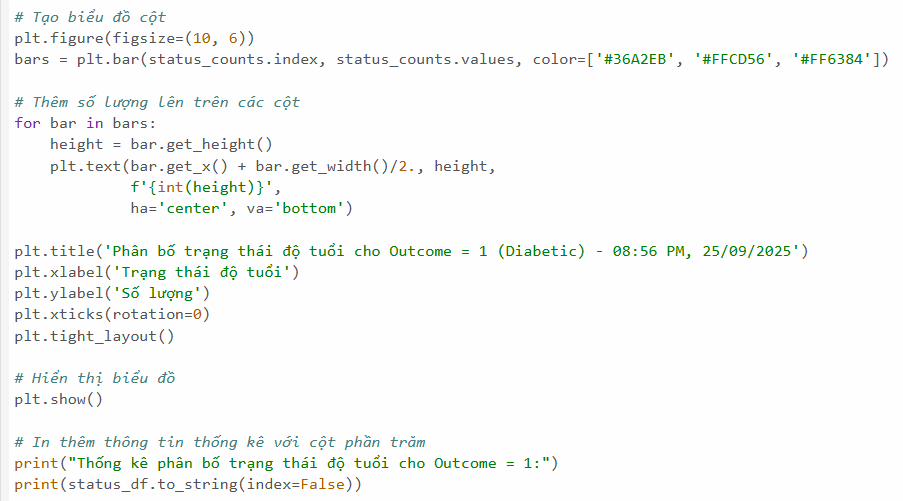 # Tạo biểu đồ cột
plt.figure(figsize=(10, 6))
bars = plt.bar(status_counts.index, status_counts.values, color=['#36A2EB', '#FFCD56', '#FF6384'])
# Thêm số lượng lên trên các cột
for bar in bars:
    height = bar.get_height()
    plt.text(bar.get_x() + bar.get_width()/2., height,
             f'{int(height)}',
             ha='center', va='bottom')
plt.title('Phân bố trạng thái độ tuổi cho Outcome = 1 (Diabetic) - 08:56 PM, 25/09/2025')
plt.xlabel('Trạng thái độ tuổi')
plt.ylabel('Số lượng')
plt.xticks(rotation=0)
plt.tight_layout()
# Hiển thị biểu đồ
plt.show()
# In thêm thông tin thống kê với cột phần trăm
print("Thống kê phân bố trạng thái độ tuổi cho Outcome = 1:")
print(status_df.to_string(index=False))